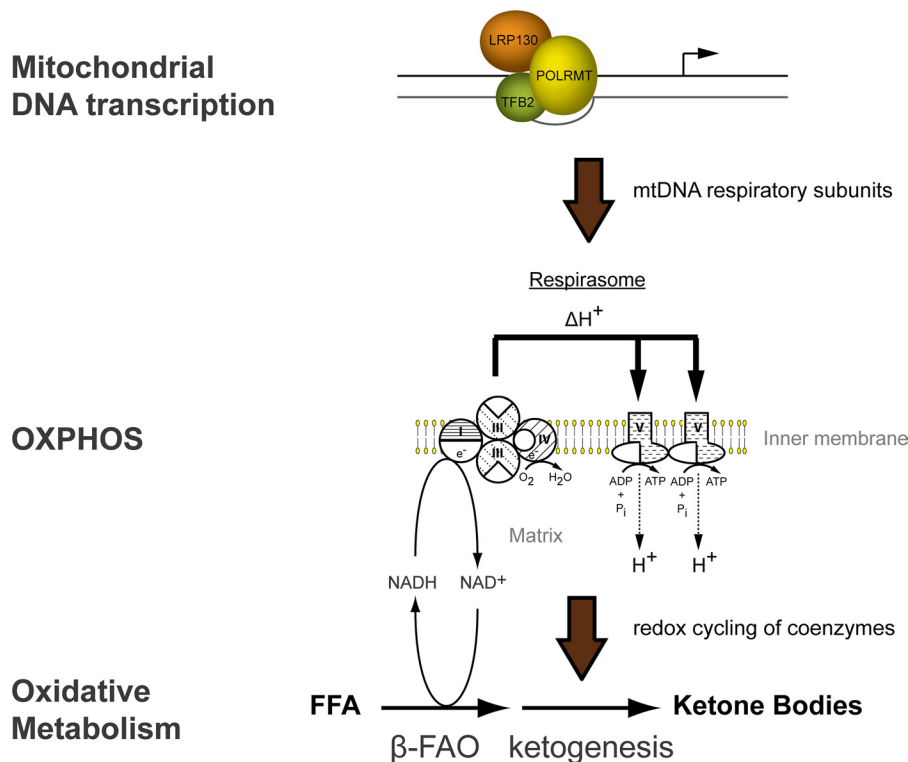 Mitochondrial
DNA transcription
LRP130
POLRMT
TFB2
mtDNA respiratory subunits
Respirasome
ΔH⁺
OXPHOS
I
e⁻
III
III
IV
e⁻
O₂
H₂O
V
V
Inner membrane
ADP
+
Pᵢ
ATP
ADP
+
Pᵢ
ATP
Matrix
H⁺
H⁺
NADH
NAD⁺
redox cycling of coenzymes
Oxidative
Metabolism
FFA
Ketone Bodies
β-FAO
ketogenesis